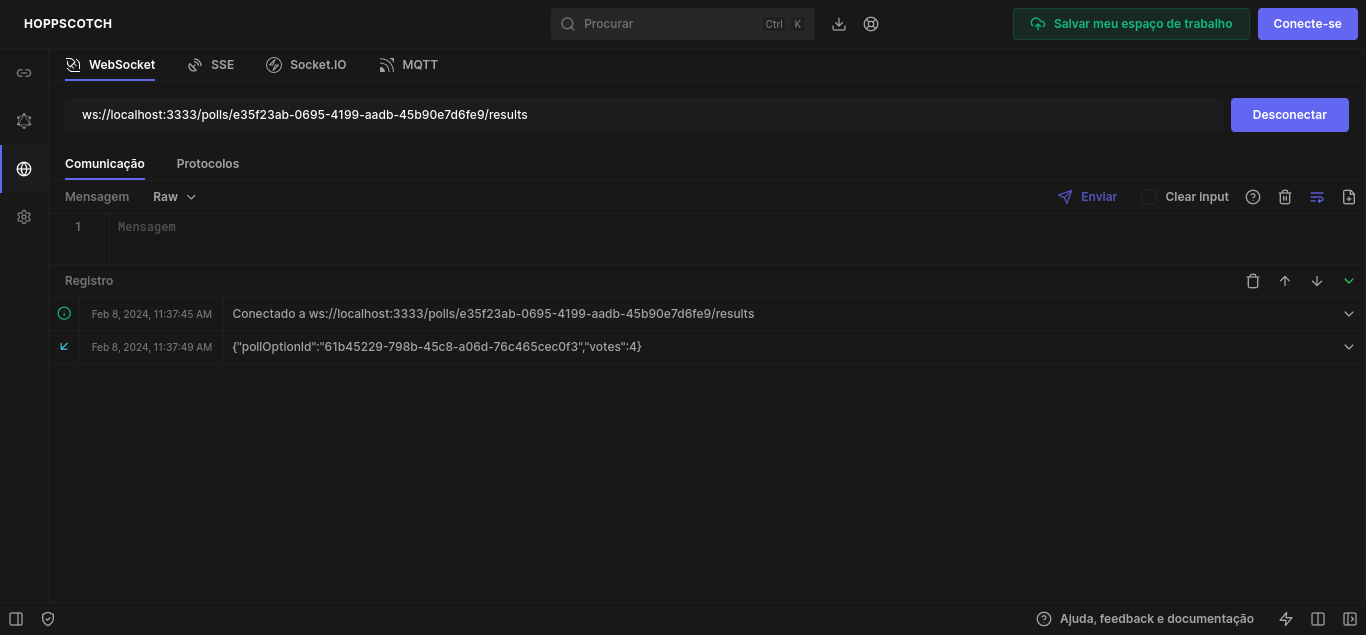 HOPPSCOTCH
Procurar
Ctrl K
Salvar meu espaço de trabalho
Conecte-se
WebSocket
SSE
Socket.IO
MQTT
ws://localhost:3333/polls/e35f23ab-0695-4199-aadb-45b90e7d6fe9/results
Desconectar
Comunicação
Protocolos
Mensagem
Raw
Enviar
Clear input
1
Mensagem
Registro
Feb 8, 2024, 11:37:45 AM
Conectado a ws://localhost:3333/polls/e35f23ab-0695-4199-aadb-45b90e7d6fe9/results
Feb 8, 2024, 11:37:49 AM
{"pollOptionId":"61b45229-798b-45c8-a06d-76c465cec0f3","votes":4}
Ajuda, feedback e documentação